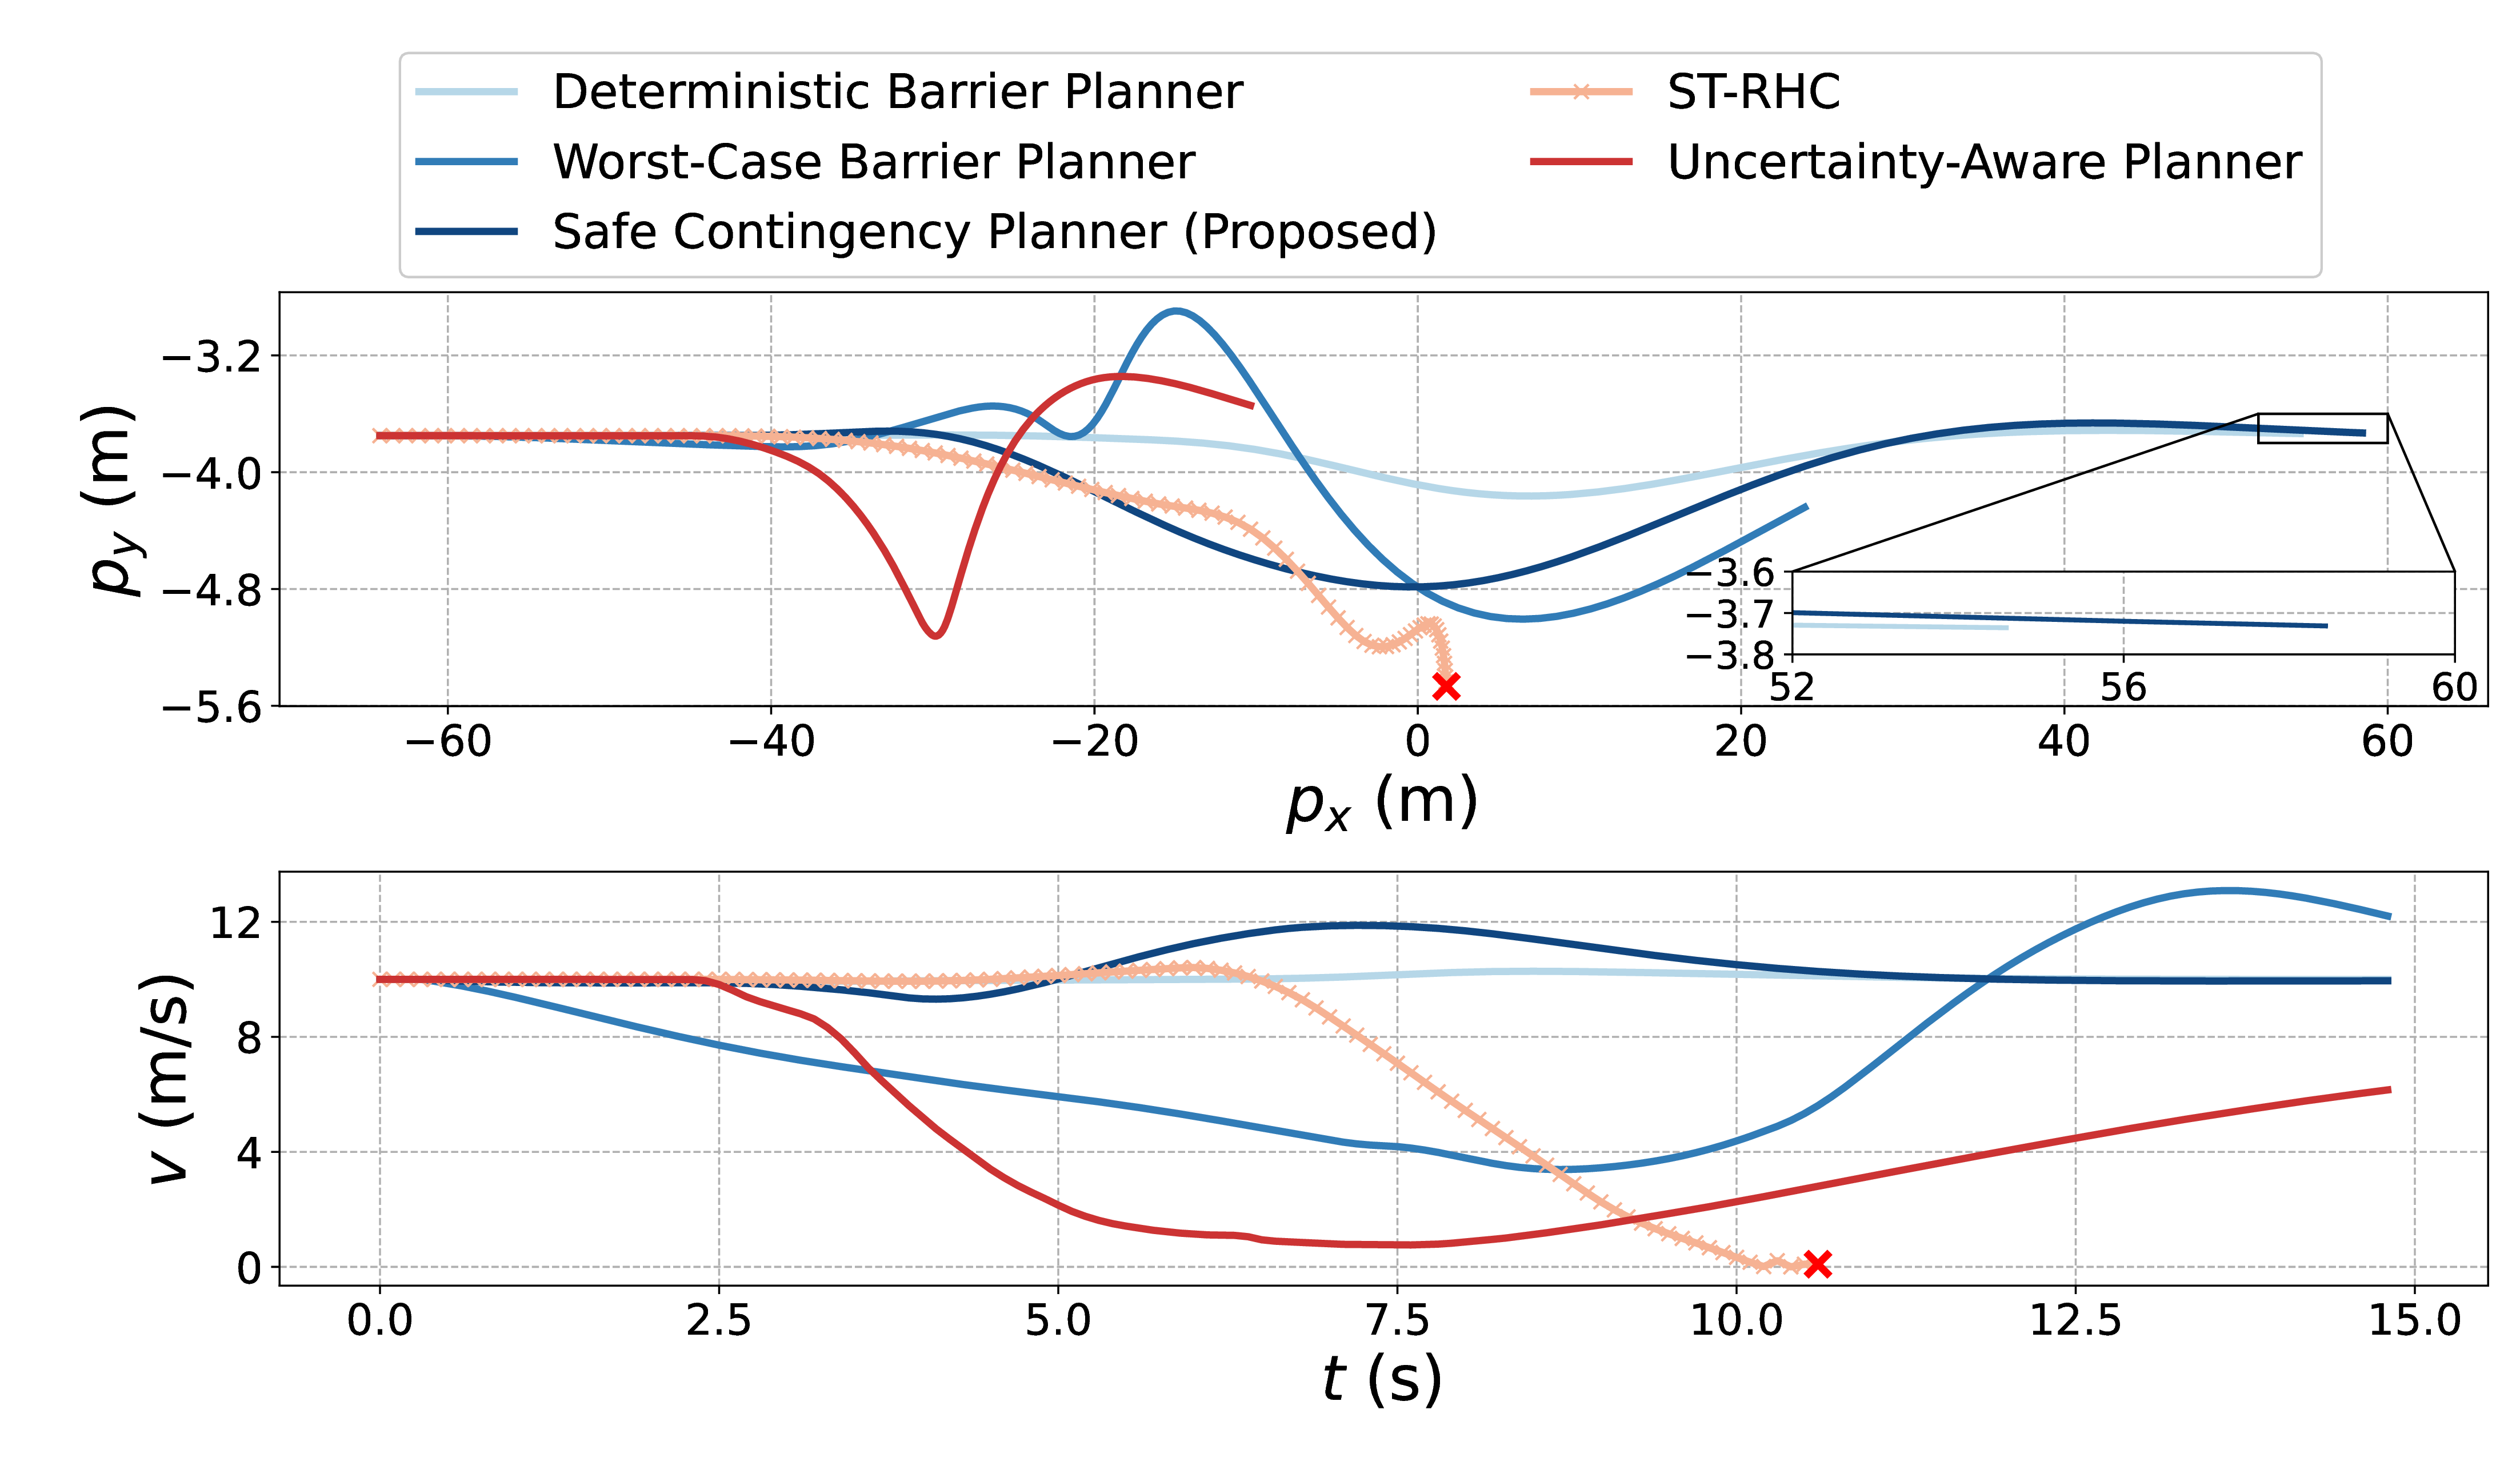 Deterministic Barrier Planner
Worst-Case Barrier Planner
Safe Contingency Planner (Proposed)
ST-RHC
Uncertainty-Aware Planner
−3.2
−4.0
−4.8
−5.6
p_y (m)
−3.6
−3.7
−3.8
52 56 60
−60 −40 −20 0 20 40 60
p_x (m)
12
8
4
0
v (m/s)
0.0 2.5 5.0 7.5 10.0 12.5 15.0
t (s)